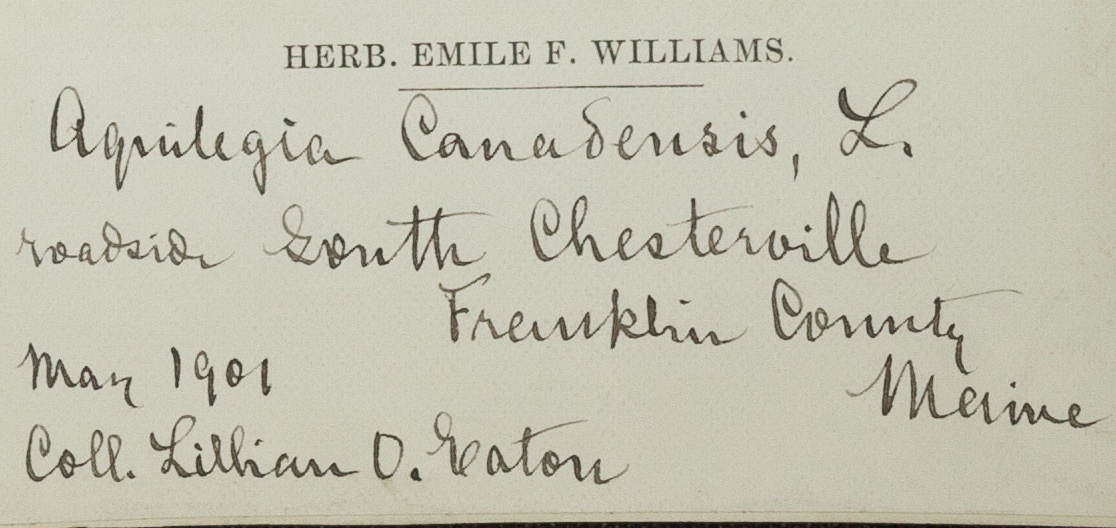 HERB. EMILE F. WILLIAMS.
Aquilegia Canadensis, L.
roadside South Chesterville
Franklin County
May 1901
Maine
Coll. Lillian O. Eaton